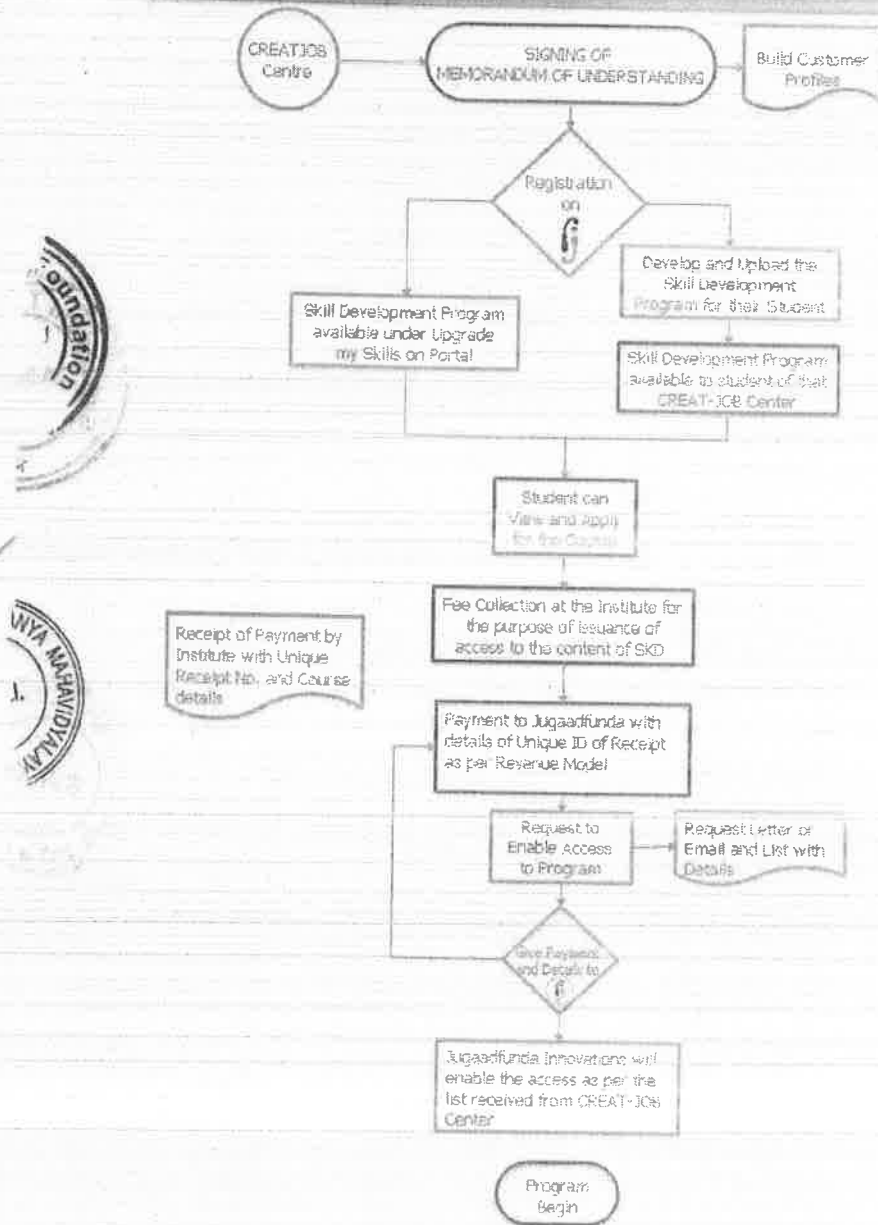 CREATJOB
Centre
SIGNING OF
MEMORANDUM OF UNDERSTANDING
Build Customer
Profiles
Registration
on
Skill Development Program
available under Upgrade
my Skills on Portal
Develop and Upload the
Skill Development
Program for their Student
Skill Development Program
available to student of that
CREAT-JOB Center
Student can
View and Apply
for the Course
Fee Collection at the Institute for
the purpose of issuance of
access to the content of SKD
Receipt of Payment by
Institute with Unique
Receipt No. and Course
details
Payment to Jugaadfunda with
details of Unique ID of Receipt
as per Revenue Model
Request to
Enable Access
to Program
Request Letter or
Email and List with
Details
Give Payment
and Details to
Jugaadfunda Innovations will
enable the access as per the
list received from CREAT-JOB
Center
Program
Begin
oundation
MAHAVIDYALAY